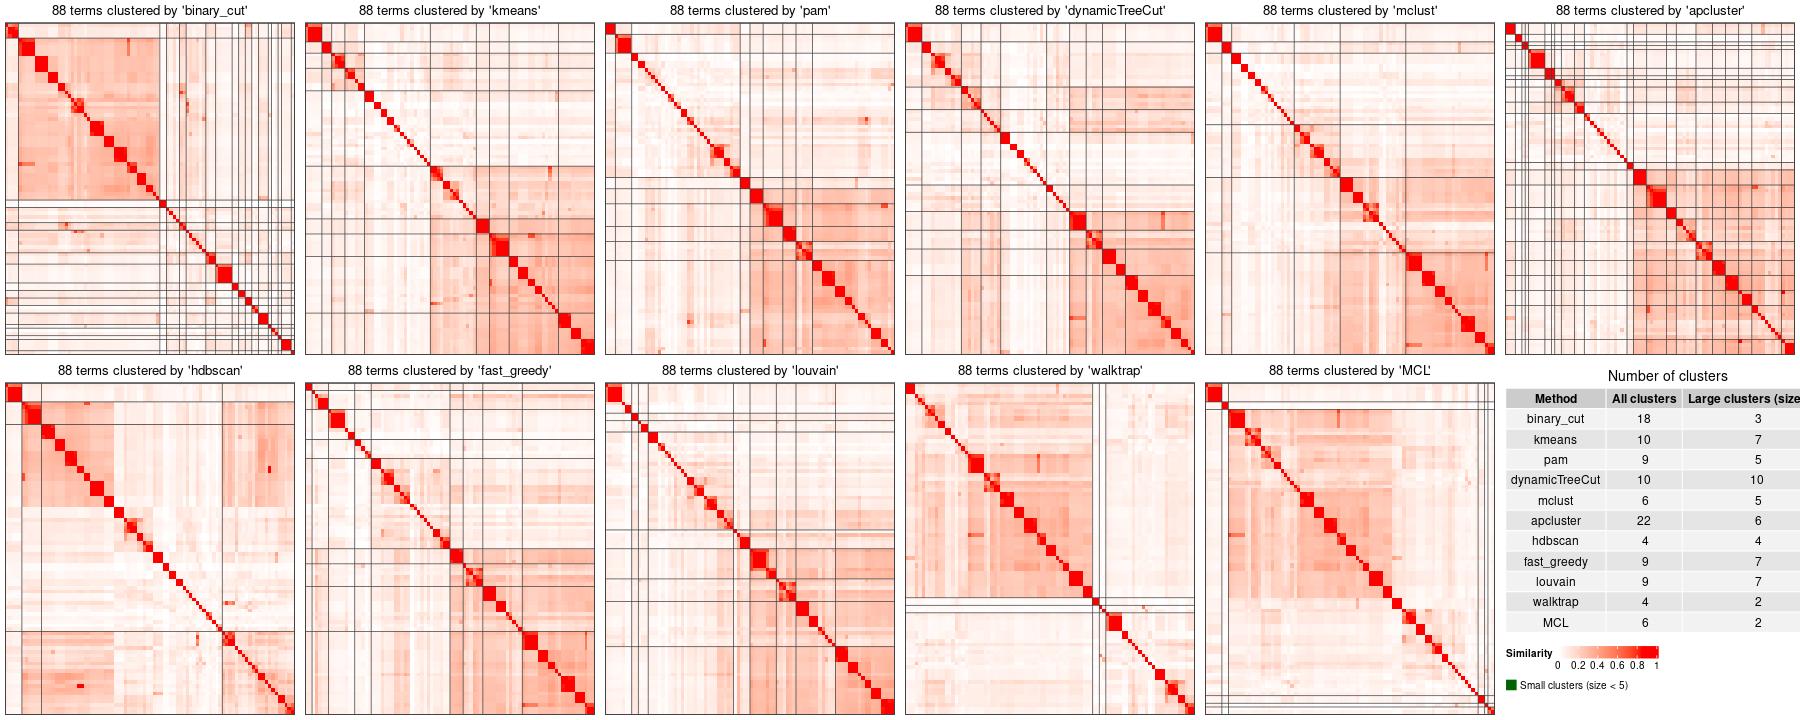 88 terms clustered by 'binary_cut'
88 terms clustered by 'kmeans'
88 terms clustered by 'pam'
88 terms clustered by 'dynamicTreeCut'
88 terms clustered by 'mclust'
88 terms clustered by 'apcluster'
88 terms clustered by 'hdbscan'
88 terms clustered by 'fast_greedy'
88 terms clustered by 'louvain'
88 terms clustered by 'walktrap'
88 terms clustered by 'MCL'
Number of clusters
Method All clusters Large clusters (size
binary_cut 18 3
kmeans 10 7
pam 9 5
dynamicTreeCut 10 10
mclust 6 5
apcluster 22 6
hdbscan 4 4
fast_greedy 9 7
louvain 9 7
walktrap 4 2
MCL 6 2
Similarity
0 0.2 0.4 0.6 0.8 1
Small clusters (size < 5)